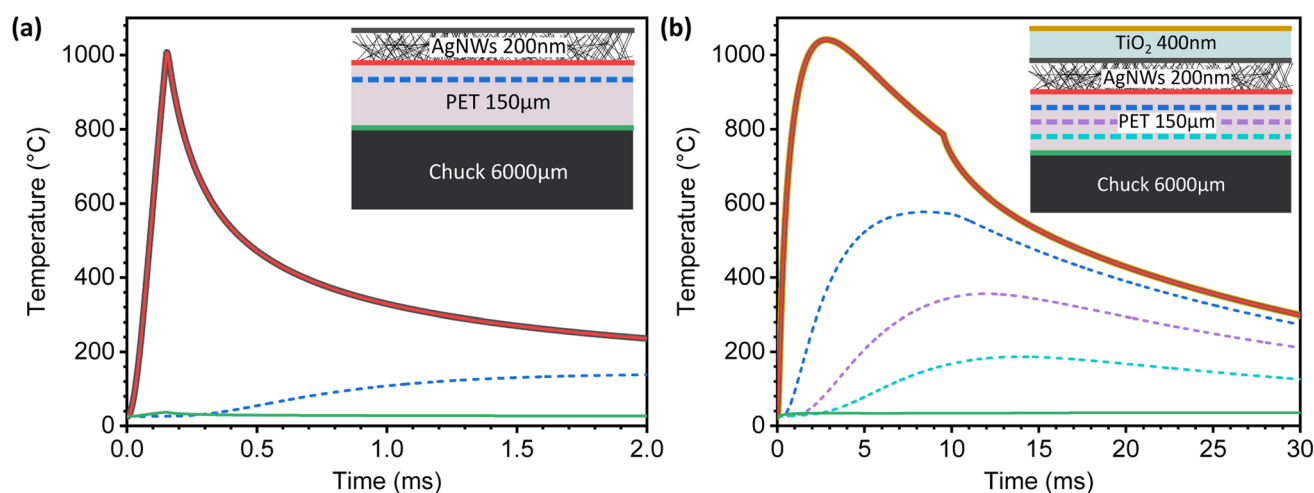 (a)
Temperature (°C)
1000
800
600
400
200
0
0.0 0.5 1.0 1.5 2.0
Time (ms)
AgNWs 200nm
PET 150µm
Chuck 6000µm
(b)
Temperature (°C)
1000
800
600
400
200
0
0 5 10 15 20 25 30
Time (ms)
TiO₂ 400nm
AgNWs 200nm
PET 150µm
Chuck 6000µm